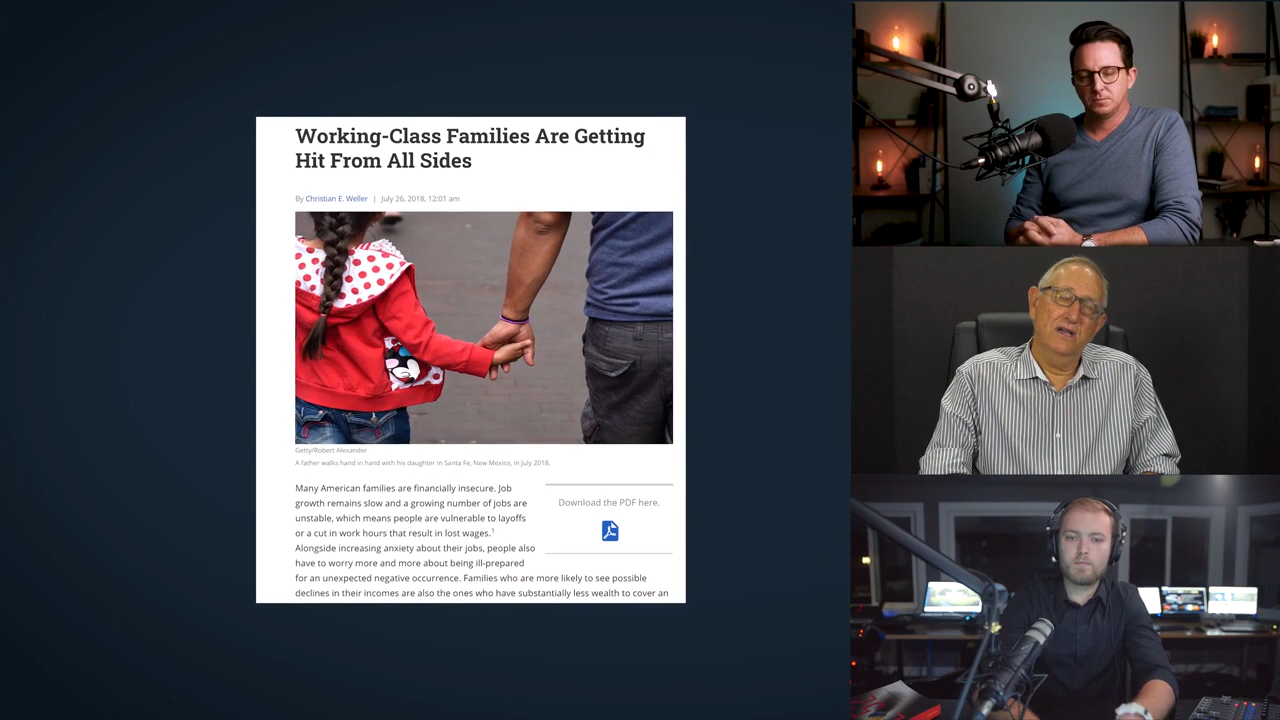 Working-Class Families Are Getting
Hit From All Sides
By Christian E. Weller | July 26, 2018, 12:01 am
Getty/Robert Alexander
A father walks hand in hand with his daughter in Santa Fe, New Mexico, in July 2018.
Many American families are financially insecure. Job
growth remains slow and a growing number of jobs are
unstable, which means people are vulnerable to layoffs
or a cut in work hours that result in lost wages.1
Alongside increasing anxiety about their jobs, people also
have to worry more and more about being ill-prepared
for an unexpected negative occurrence. Families who are more likely to see possible
declines in their incomes are also the ones who have substantially less wealth to cover an
Download the PDF here.